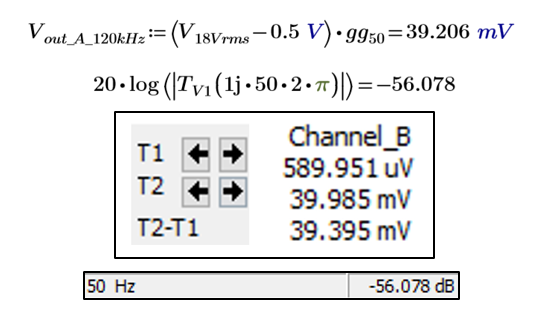 V_out_A_120kHz := (V_18Vrms − 0.5 V) · gg_50 = 39.206 mV
20 · log(|T_V1(1j · 50 · 2 · π)|) = −56.078
Channel_B
T1 589.951 uV
T2 39.985 mV
T2-T1 39.395 mV
50 Hz -56.078 dB